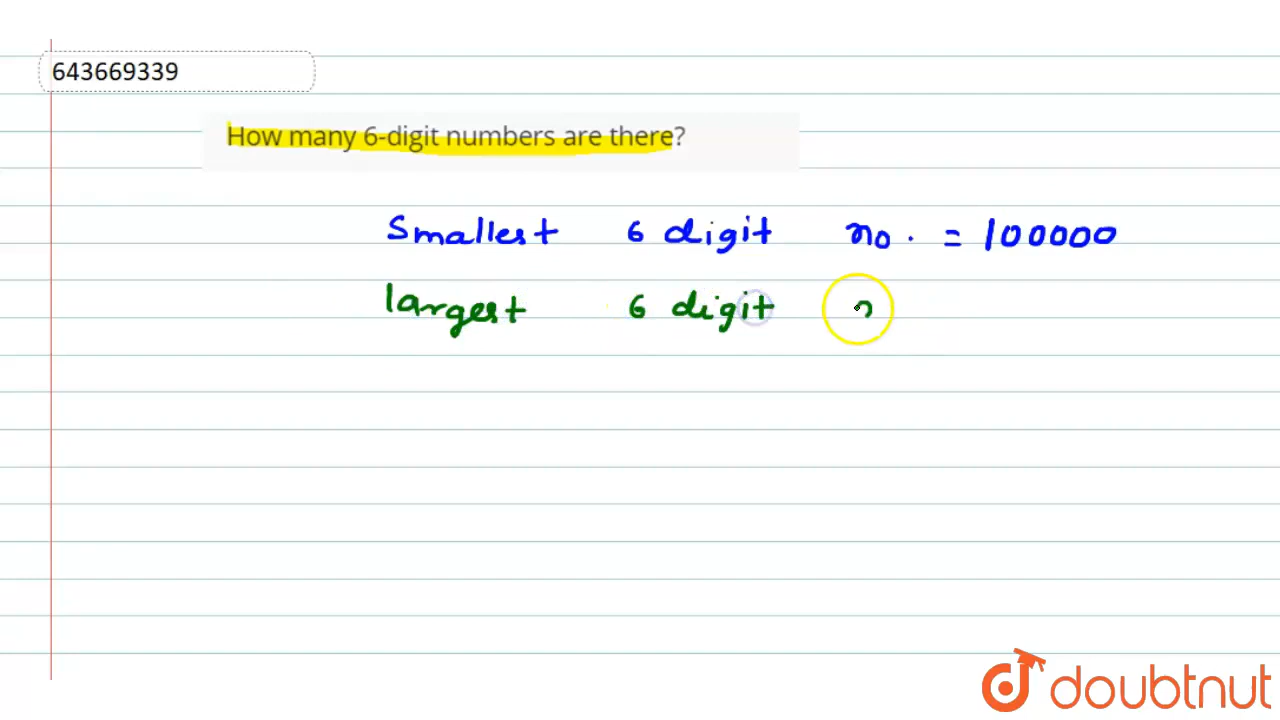 643669339
How many 6-digit numbers are there?
Smallest 6 digit no. = 100000
largest 6 digit n
doubtnut